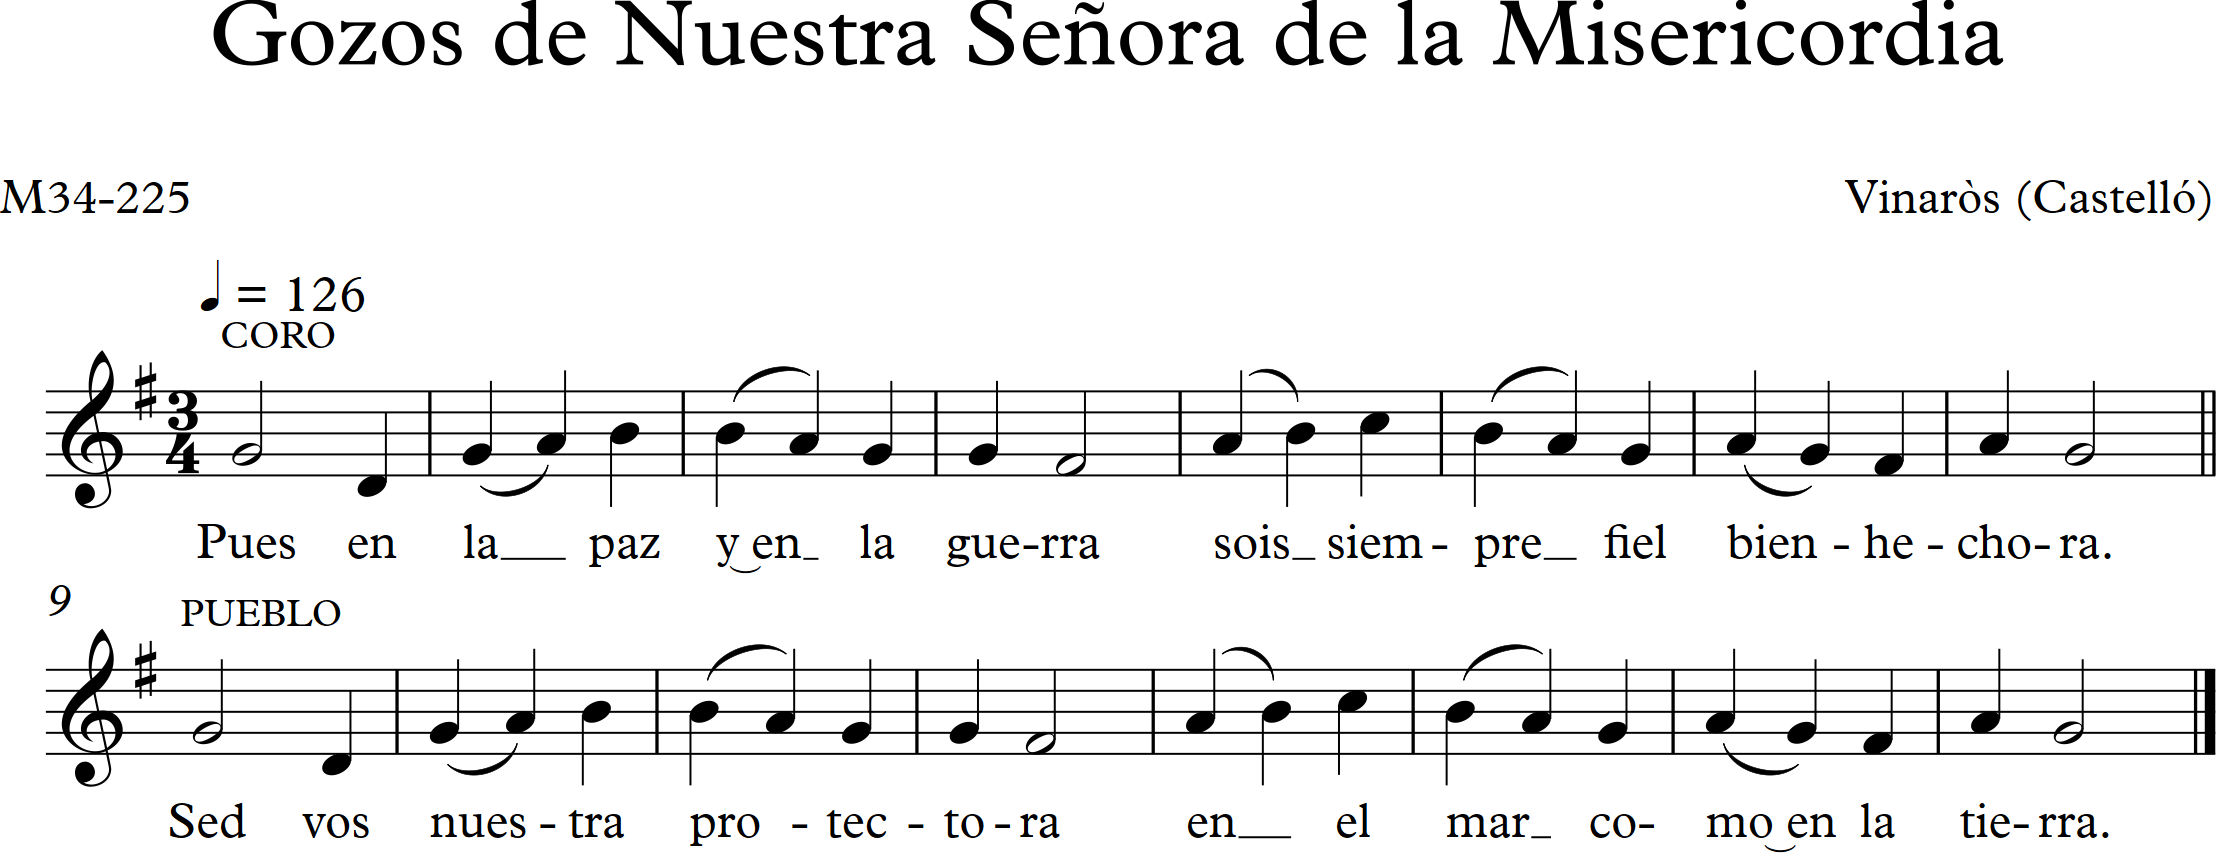 Gozos de Nuestra Señora de la Misericordia
M34-225 Vinaròs (Castelló)
♩ = 126
CORO
3
4
Pues en la paz y en la gue-rra sois siem-pre fiel bien-he-cho-ra.
9
PUEBLO
Sed vos nues-tra pro-tec-to-ra en el mar co-mo en la tie-rra.